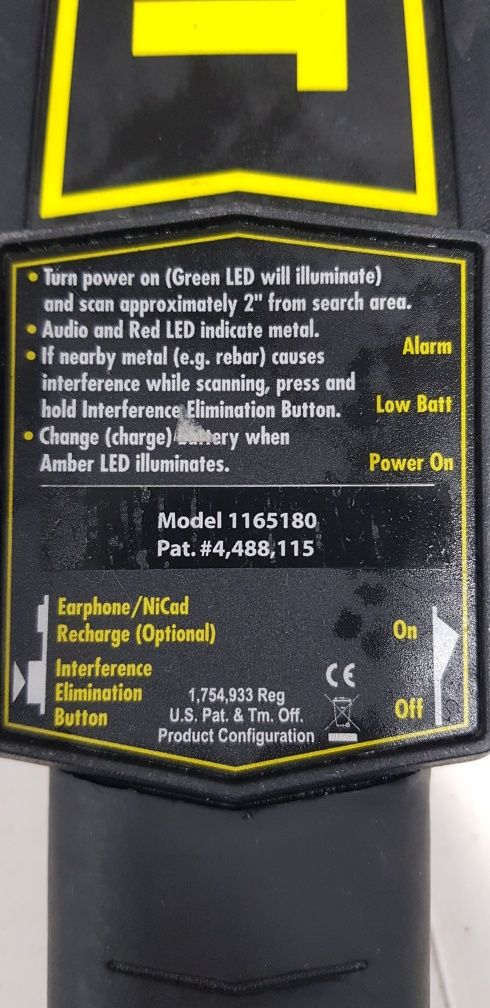 • Turn power on (Green LED will illuminate)
and scan approximately 2" from search area.
• Audio and Red LED indicate metal.
• If nearby metal (e.g. rebar) causes
interference while scanning, press and
hold Interference Elimination Button.
• Change (charge) battery when
Amber LED illuminates.
Alarm
Low Batt
Power On
Model 1165180
Pat. #4,488,115
Earphone/NiCad
Recharge (Optional)
Interference
Elimination
Button
1,754,933 Reg
U.S. Pat. & Tm. Off.
Product Configuration
CE
On
Off